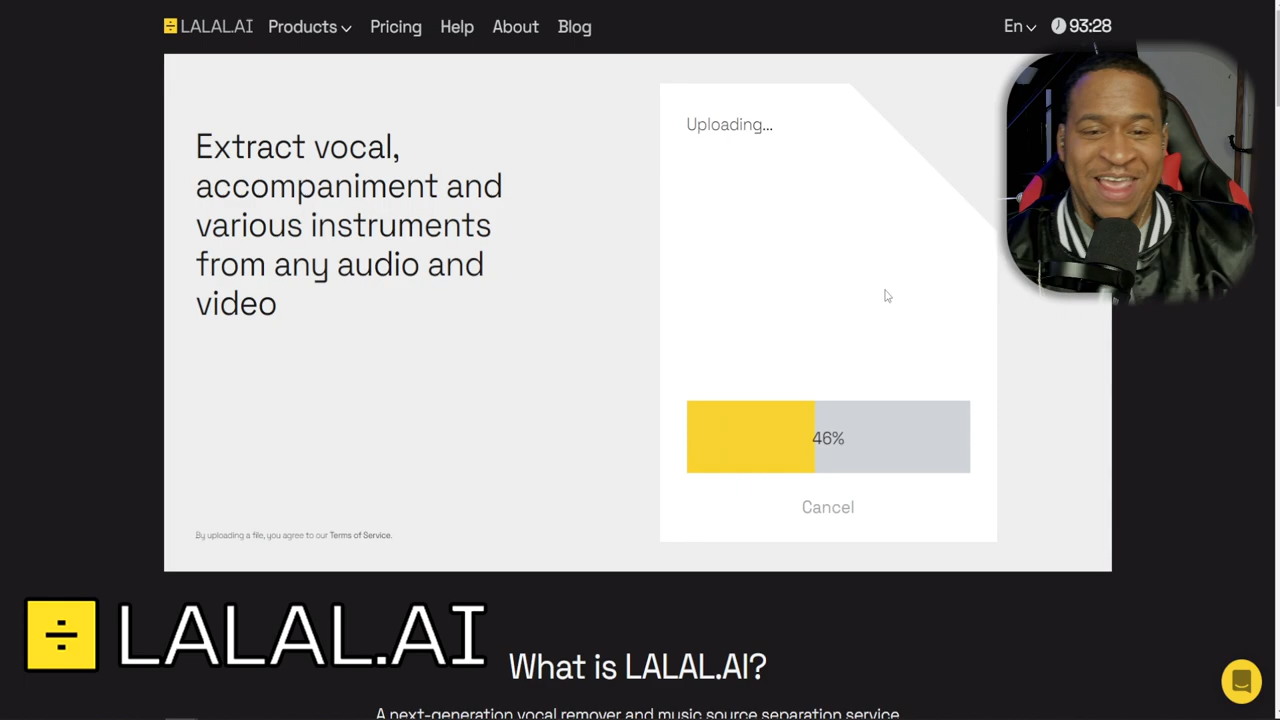 LALAL.AI Products Pricing Help About Blog En 93:28
Uploading...
Extract vocal,
accompaniment and
various instruments
from any audio and
video
46%
Cancel
By uploading a file, you agree to our Terms of Service.
LALAL.AI
What is LALAL.AI?
A next-generation vocal remover and music source separation service